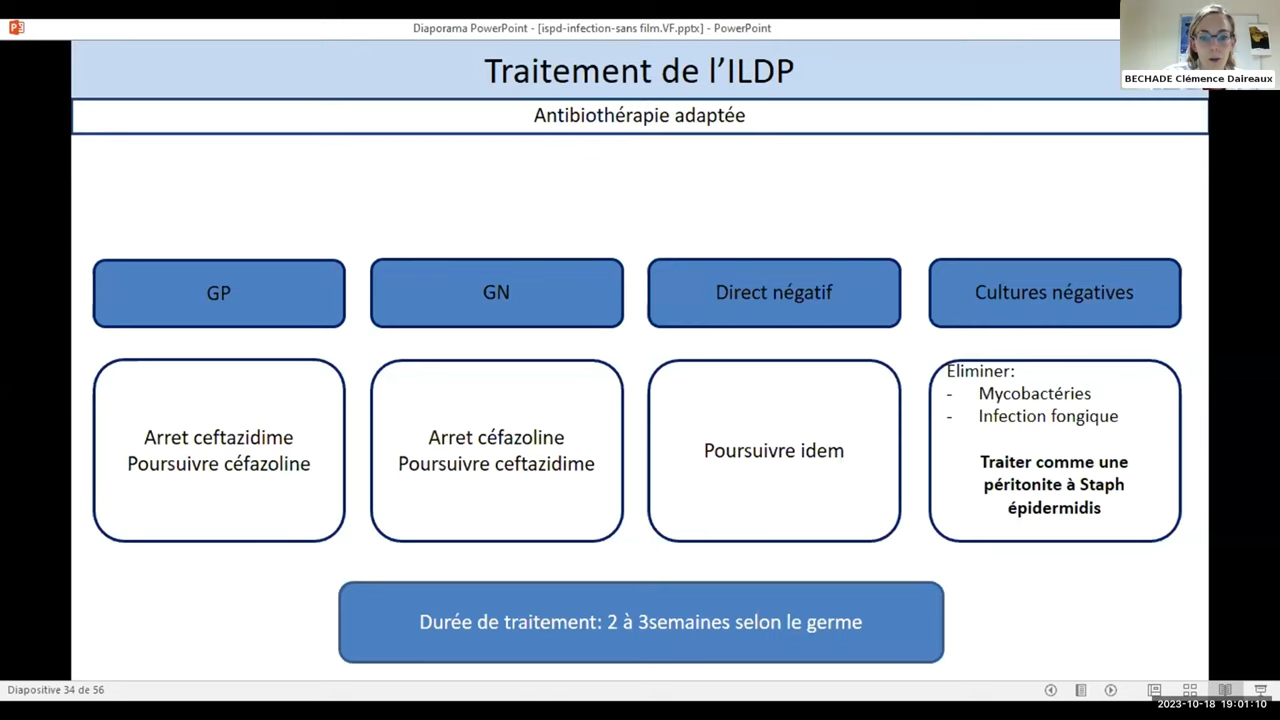 Diaporama PowerPoint - [ispd-infection-sans film.VF.pptx] - PowerPoint
BECHADE Clémence Daireaux
Traitement de l’ILDP
Antibiothérapie adaptée
GP
GN
Direct négatif
Cultures négatives
Arret ceftazidime
Poursuivre céfazoline
Arret céfazoline
Poursuivre ceftazidime
Poursuivre idem
Eliminer:
- Mycobactéries
- Infection fongique
Traiter comme une
péritonite à Staph
épidermidis
Durée de traitement: 2 à 3semaines selon le germe
Diapositive 34 de 56
2023-10-18 19:01:10